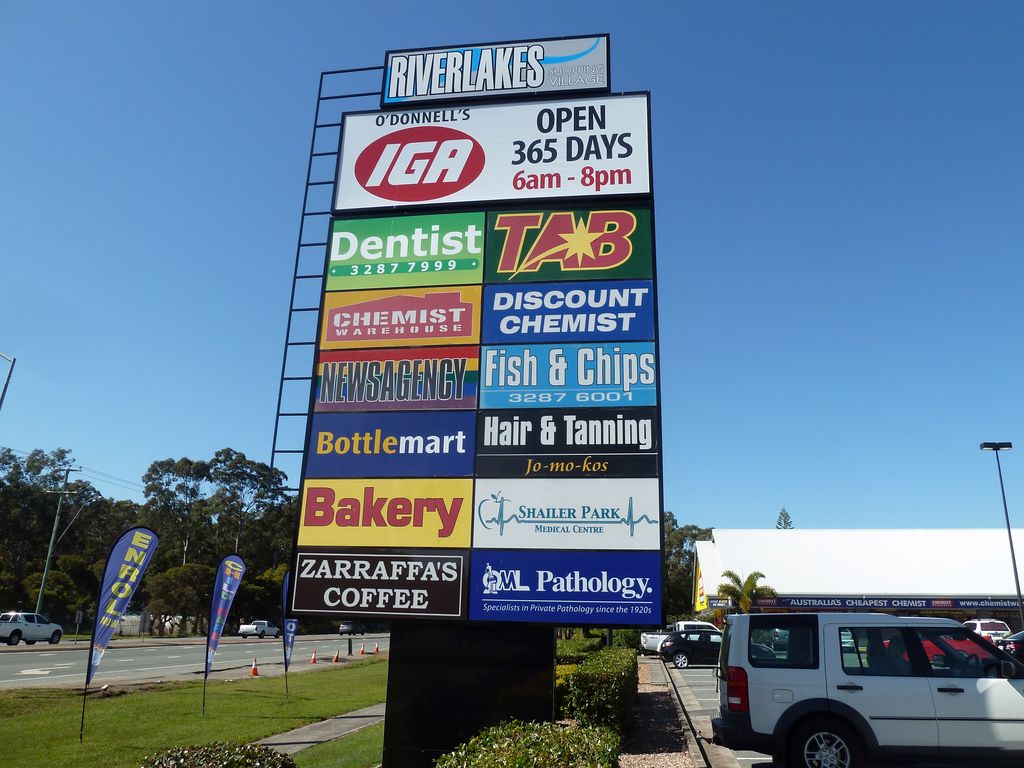 RIVERLAKES
SHOPPING
VILLAGE
O'DONNELL'S
IGA
OPEN
365 DAYS
6am - 8pm
Dentist
3287 7999
TAB
CHEMIST
WAREHOUSE
DISCOUNT
CHEMIST
NEWSAGENCY
Fish & Chips
3287 6001
Bottlemart
Hair & Tanning
Jo-mo-kos
Bakery
SHAILER PARK
MEDICAL CENTRE
ZARRAFFA'S
COFFEE
QML Pathology.
Specialists in Private Pathology since the 1920s
ENROL
NOW
AUSTRALIA'S CHEAPEST CHEMIST